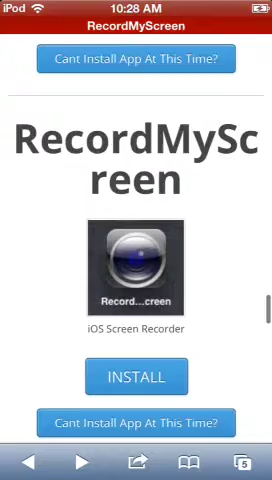 iPod 10:28 AM
RecordMyScreen
Cant Install App At This Time?
RecordMySc
reen
Record...creen
iOS Screen Recorder
INSTALL
Cant Install App At This Time?
5